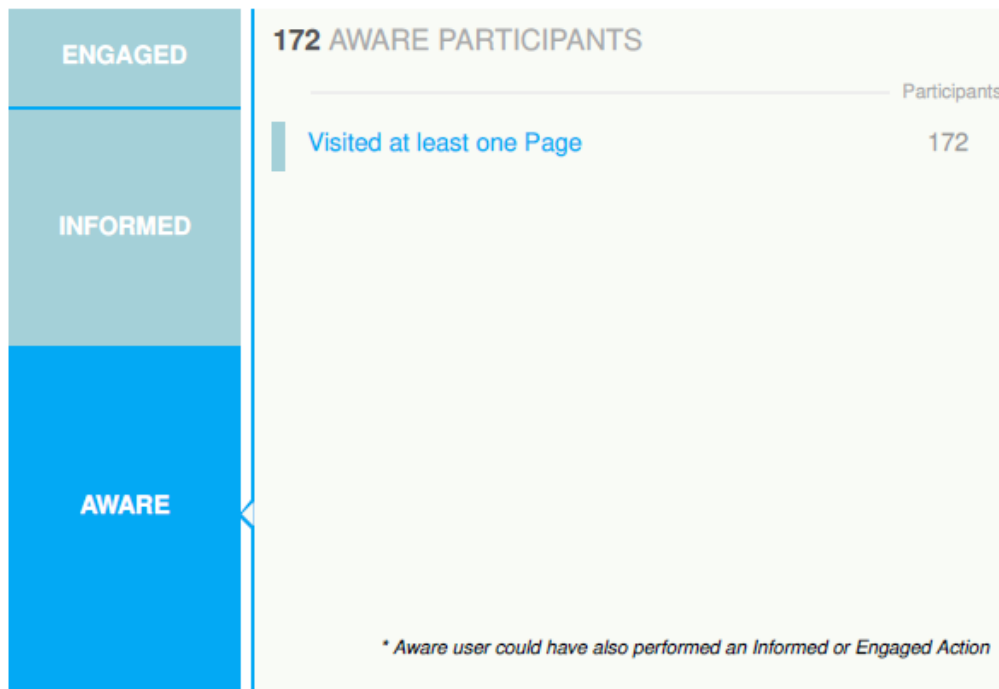 ENGAGED
INFORMED
AWARE
172 AWARE PARTICIPANTS
Participants
Visited at least one Page 172
* Aware user could have also performed an Informed or Engaged Action